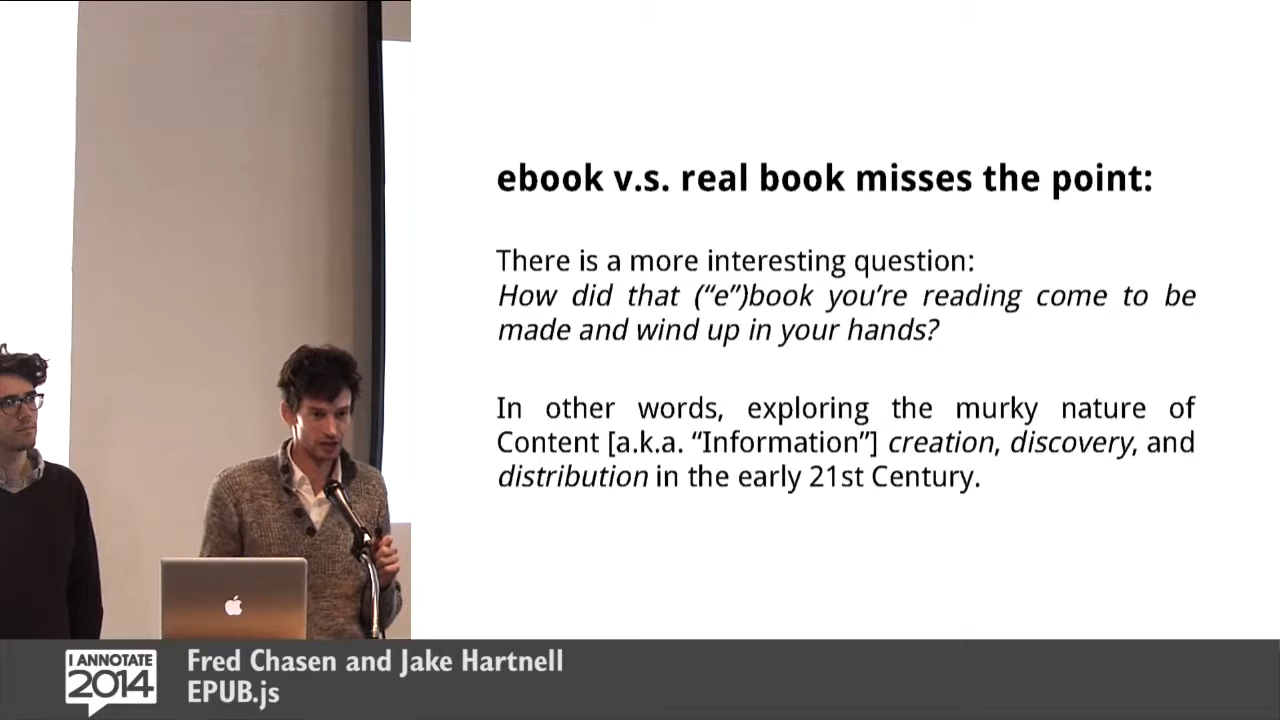 ebook v.s. real book misses the point:
There is a more interesting question:
How did that (“e”)book you’re reading come to be
made and wind up in your hands?
In other words, exploring the murky nature of
Content [a.k.a. “Information”] creation, discovery, and
distribution in the early 21st Century.
I ANNOTATE
2014
Fred Chasen and Jake Hartnell
EPUB.js